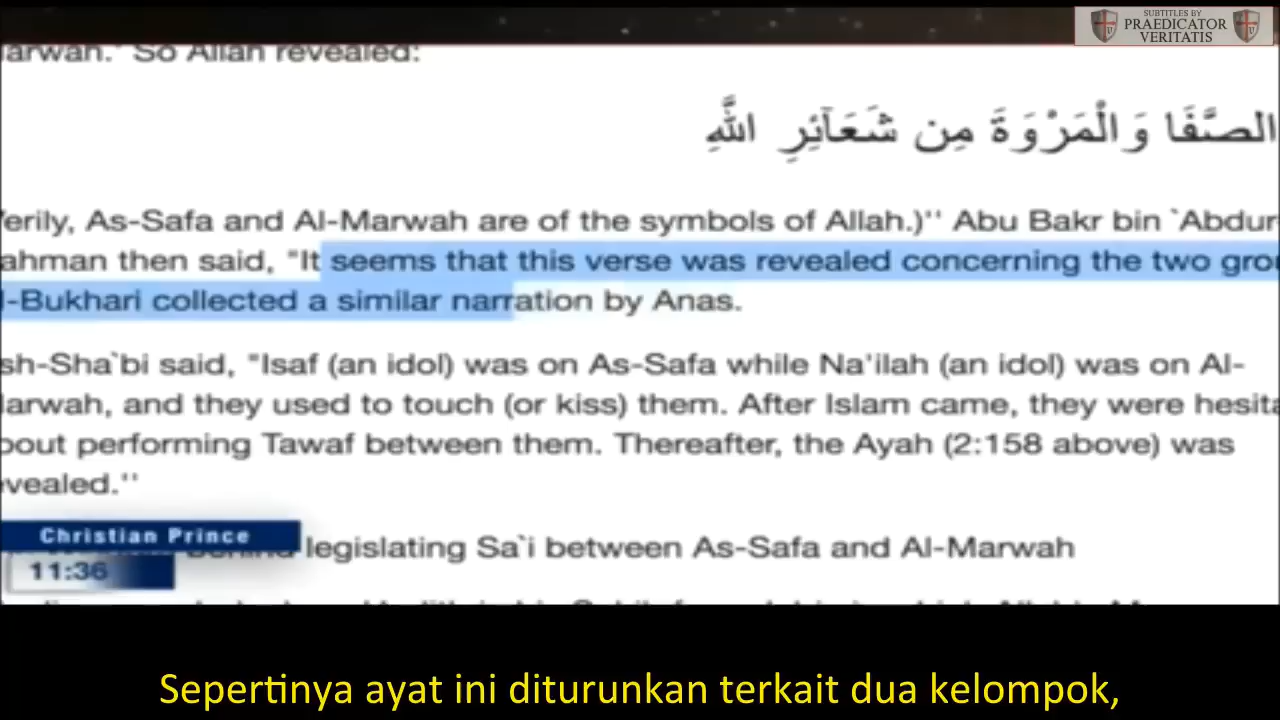 SUBTITLES BY
PRAEDICATOR
VERITATIS
arwah.' So Allah revealed:
الصَّفَا وَالْمَرْوَةَ مِن شَعَآئِرِ اللَّهِ
erily, As-Safa and Al-Marwah are of the symbols of Allah.)'' Abu Bakr bin `Abdur
ahman then said, "It seems that this verse was revealed concerning the two grou
l-Bukhari collected a similar narration by Anas.
sh-Sha`bi said, "Isaf (an idol) was on As-Safa while Na'ilah (an idol) was on Al-
arwah, and they used to touch (or kiss) them. After Islam came, they were hesita
bout performing Tawaf between them. Thereafter, the Ayah (2:158 above) was
evealed.''
Christian Prince
behind legislating Sa`i between As-Safa and Al-Marwah
11:36
Sepertinya ayat ini diturunkan terkait dua kelompok,